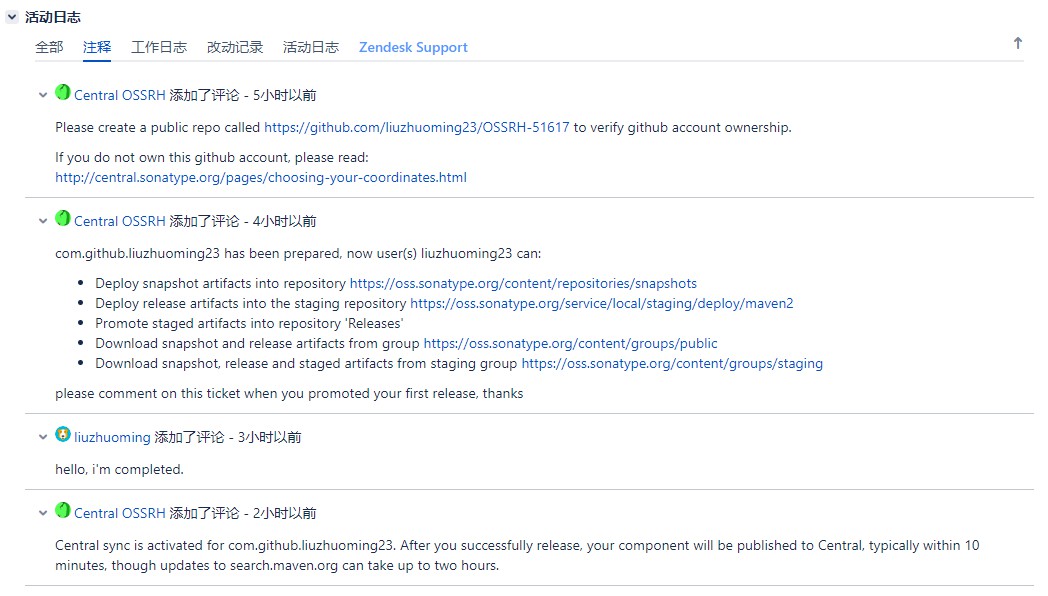 活动日志
全部 注释 工作日志 改动记录 活动日志 Zendesk Support
Central OSSRH 添加了评论 - 5小时以前
Please create a public repo called https://github.com/liuzhuoming23/OSSRH-51617 to verify github account ownership.
If you do not own this github account, please read:
http://central.sonatype.org/pages/choosing-your-coordinates.html
Central OSSRH 添加了评论 - 4小时以前
com.github.liuzhuoming23 has been prepared, now user(s) liuzhuoming23 can:
• Deploy snapshot artifacts into repository https://oss.sonatype.org/content/repositories/snapshots
• Deploy release artifacts into the staging repository https://oss.sonatype.org/service/local/staging/deploy/maven2
• Promote staged artifacts into repository 'Releases'
• Download snapshot and release artifacts from group https://oss.sonatype.org/content/groups/public
• Download snapshot, release and staged artifacts from staging group https://oss.sonatype.org/content/groups/staging
please comment on this ticket when you promoted your first release, thanks
liuzhuoming 添加了评论 - 3小时以前
hello, i'm completed.
Central OSSRH 添加了评论 - 2小时以前
Central sync is activated for com.github.liuzhuoming23. After you successfully release, your component will be published to Central, typically within 10
minutes, though updates to search.maven.org can take up to two hours.